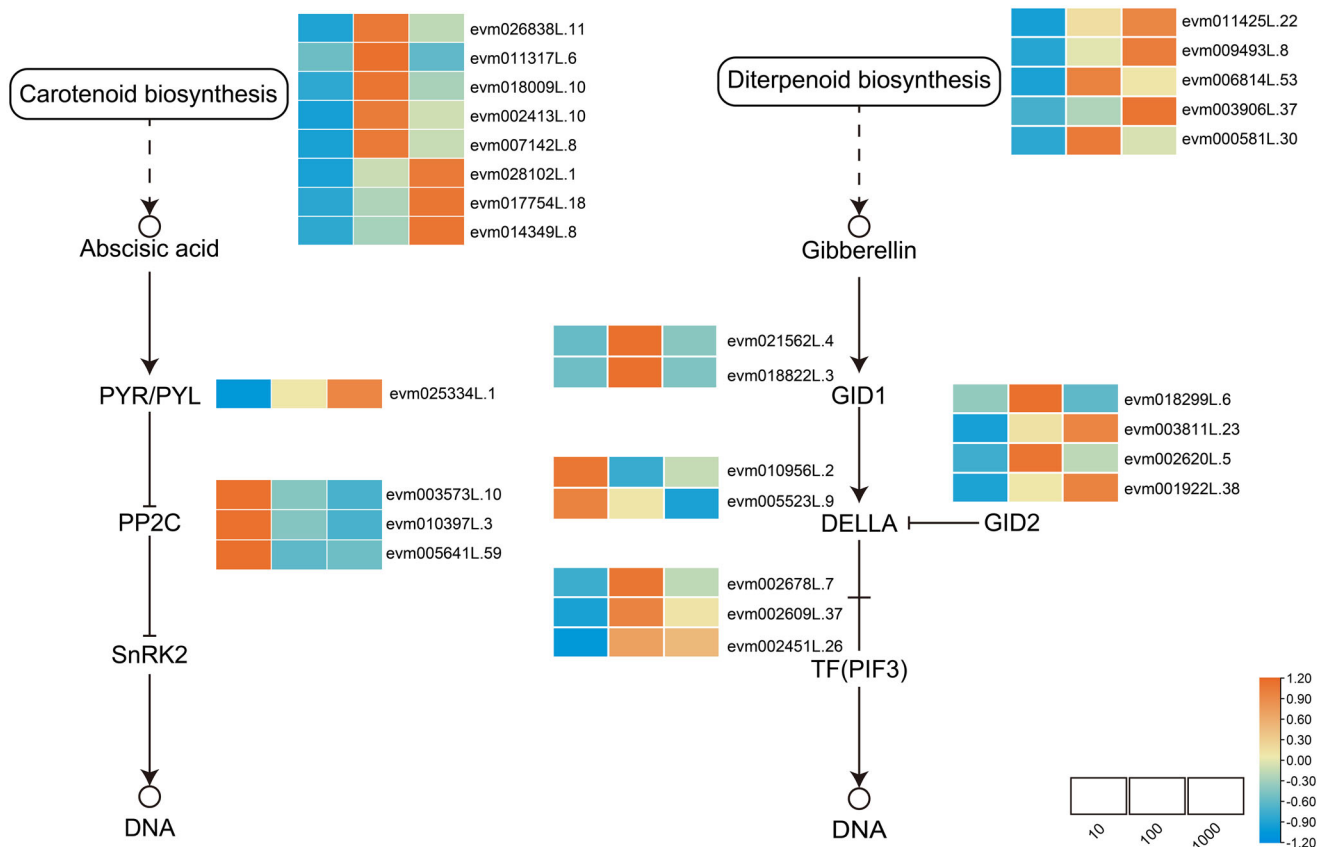 Carotenoid biosynthesis
evm026838L.11
evm011317L.6
evm018009L.10
evm002413L.10
evm007142L.8
evm028102L.1
evm017754L.18
evm014349L.8
Abscisic acid
PYR/PYL
evm025334L.1
PP2C
evm003573L.10
evm010397L.3
evm005641L.59
SnRK2
DNA
Diterpenoid biosynthesis
evm011425L.22
evm009493L.8
evm006814L.53
evm003906L.37
evm000581L.30
Gibberellin
evm021562L.4
evm018822L.3
GID1
evm018299L.6
evm003811L.23
evm002620L.5
evm001922L.38
evm010956L.2
evm005523L.9
DELLA
GID2
evm002678L.7
evm002609L.37
evm002451L.26
TF(PIF3)
DNA
10
100
1000
1.20
0.90
0.60
0.30
0.00
-0.30
-0.60
-0.90
-1.20